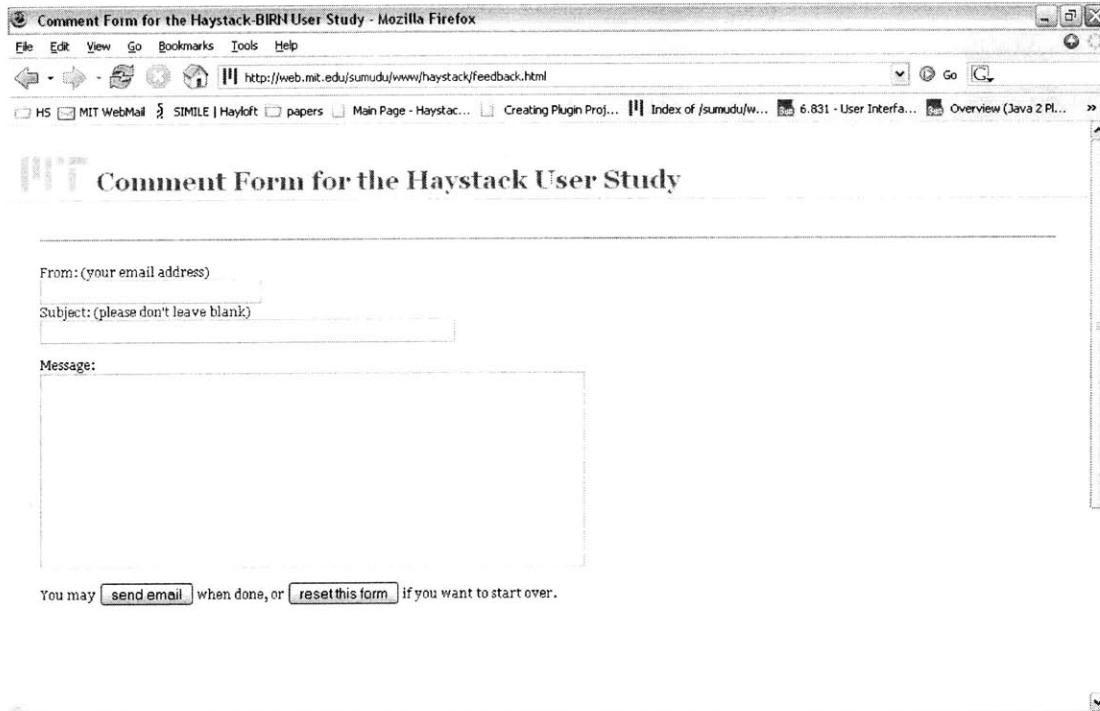 Comment Form for the Haystack-BIRN User Study - Mozilla Firefox
File Edit View Go Bookmarks Tools Help
http://web.mit.edu/sumudu/www/haystack/feedback.html Go G
HS MIT WebMail SIMILE | Hayloft papers Main Page - Haystac... Creating Plugin Proj... Index of /sumudu/w... 6.831 - User Interfa... Overview (Java 2 Pl... »
MIT Comment Form for the Haystack User Study
From: (your email address)
Subject: (please don't leave blank)
Message:
You may send email when done, or reset this form if you want to start over.